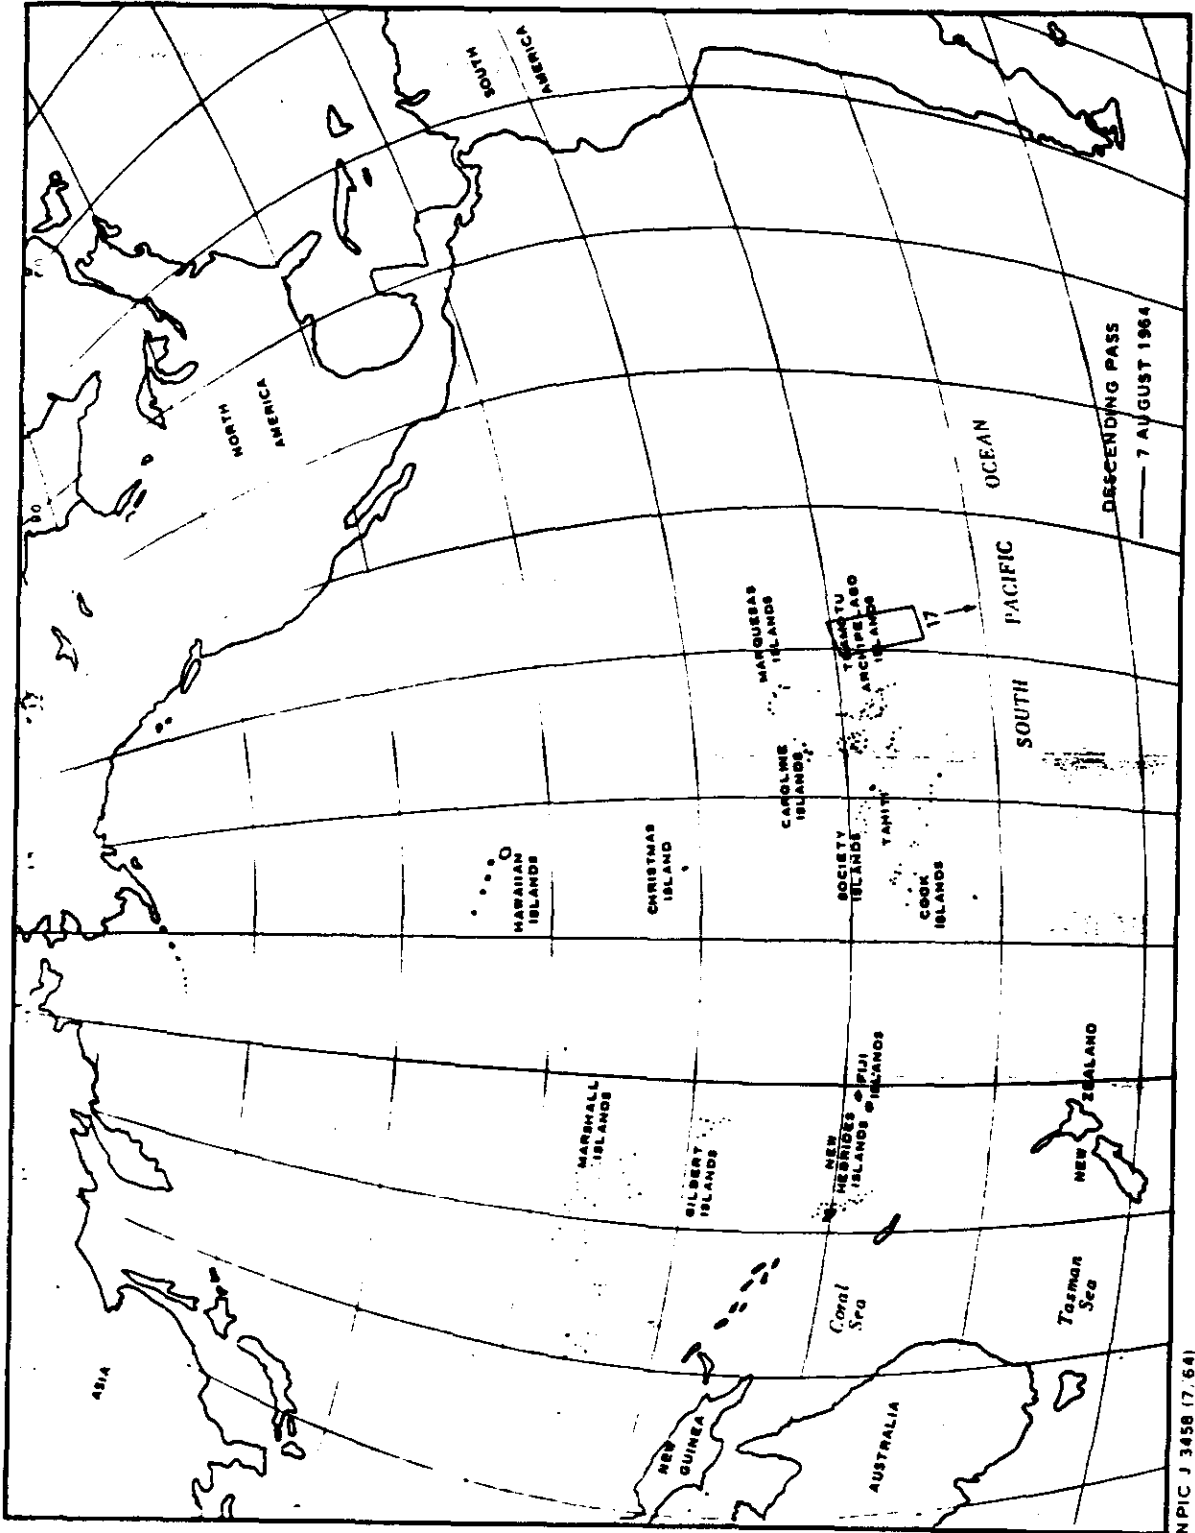 SOUTH
AMERICA
NORTH
AMERICA
ASIA
HAWAIIAN
ISLANDS
CHRISTMAS
ISLAND
MARQUESAS
ISLANDS
CAROLINE
ISLANDS
TUAMOTU
ARCHIPELAGO
ISLANDS
17
SOCIETY
ISLANDS
TAHITI
COOK
ISLANDS
MARSHALL
ISLANDS
GILBERT
ISLANDS
NEW
HEBRIDES
ISLANDS
FIJI
ISLANDS
NEW
GUINEA
Coral
Sea
AUSTRALIA
Tasman
Sea
NEW
ZEALAND
SOUTH
PACIFIC
OCEAN
DESCENDING PASS
7 AUGUST 1964
NPIC J 3458 (7/64)